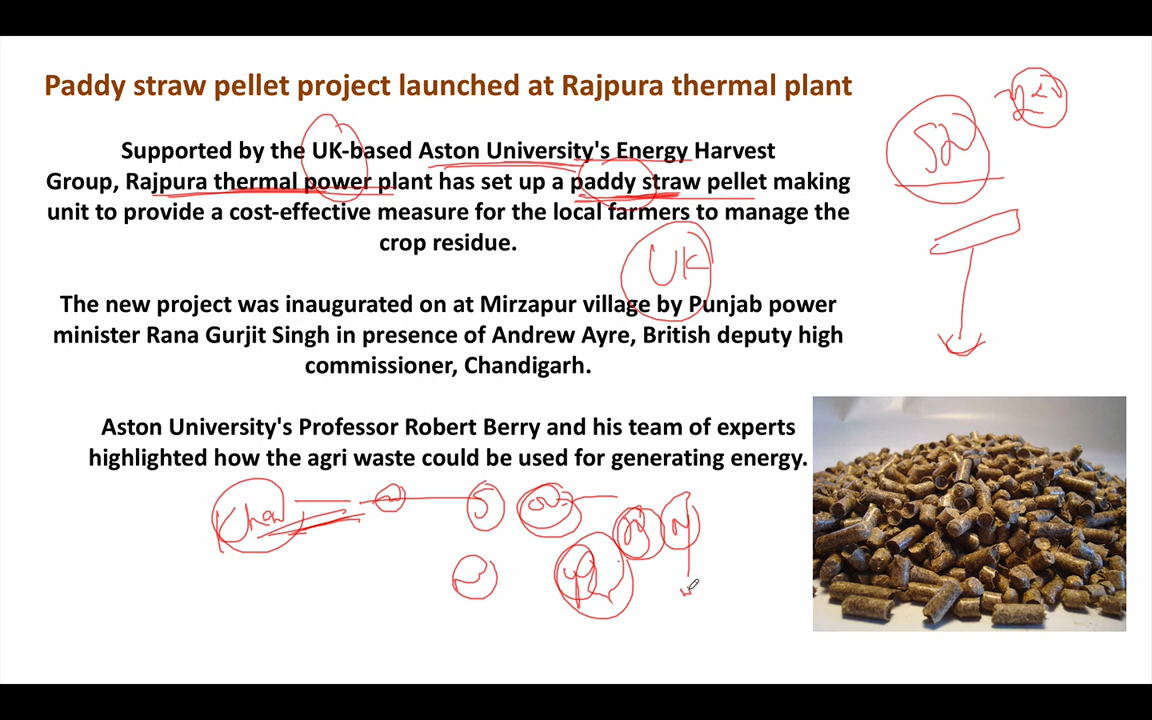 Paddy straw pellet project launched at Rajpura thermal plant
Supported by the UK-based Aston University's Energy Harvest
Group, Rajpura thermal power plant has set up a paddy straw pellet making
unit to provide a cost-effective measure for the local farmers to manage the
crop residue.
UK
The new project was inaugurated on at Mirzapur village by Punjab power
minister Rana Gurjit Singh in presence of Andrew Ayre, British deputy high
commissioner, Chandigarh.
Aston University's Professor Robert Berry and his team of experts
highlighted how the agri waste could be used for generating energy.